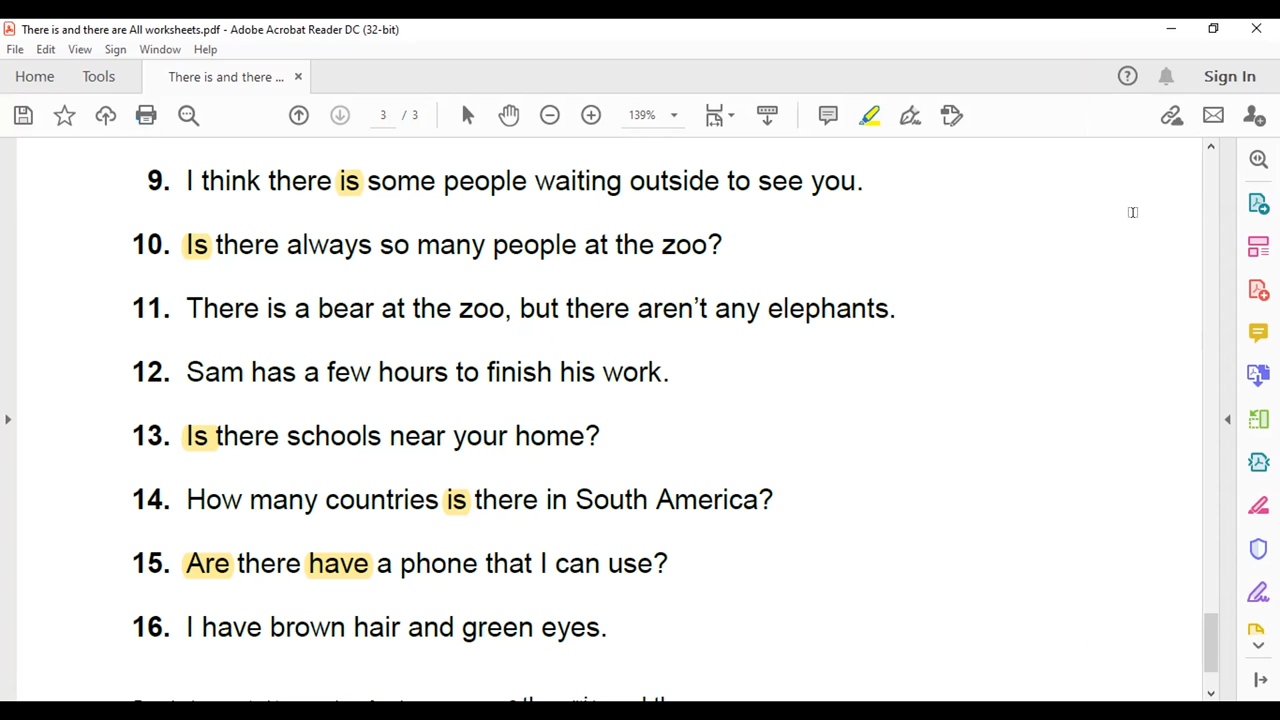 There is and there are All worksheets.pdf - Adobe Acrobat Reader DC (32-bit)
File Edit View Sign Window Help
Home Tools There is and there ... × Sign In
3 / 3 139%
9. I think there is some people waiting outside to see you.
10. Is there always so many people at the zoo?
11. There is a bear at the zoo, but there aren't any elephants.
12. Sam has a few hours to finish his work.
13. Is there schools near your home?
14. How many countries is there in South America?
15. Are there have a phone that I can use?
16. I have brown hair and green eyes.